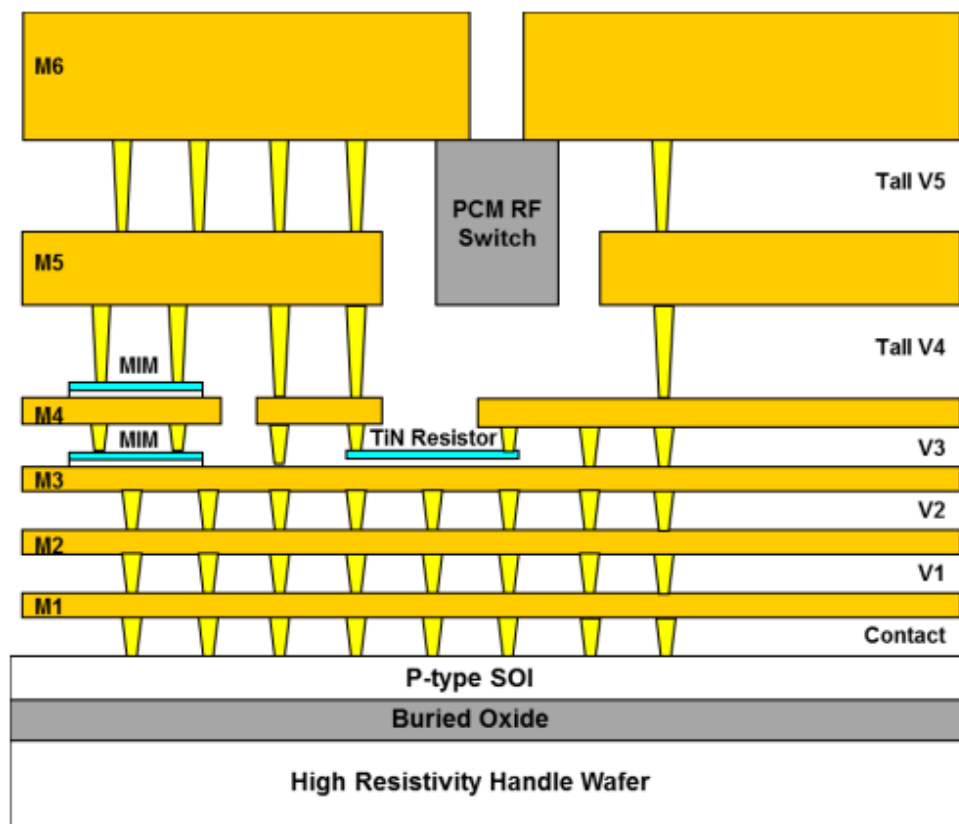 M6
Tall V5
PCM RF
Switch
M5
Tall V4
MIM
M4
MIM
TiN Resistor
V3
M3
V2
M2
V1
M1
Contact
P-type SOI
Buried Oxide
High Resistivity Handle Wafer